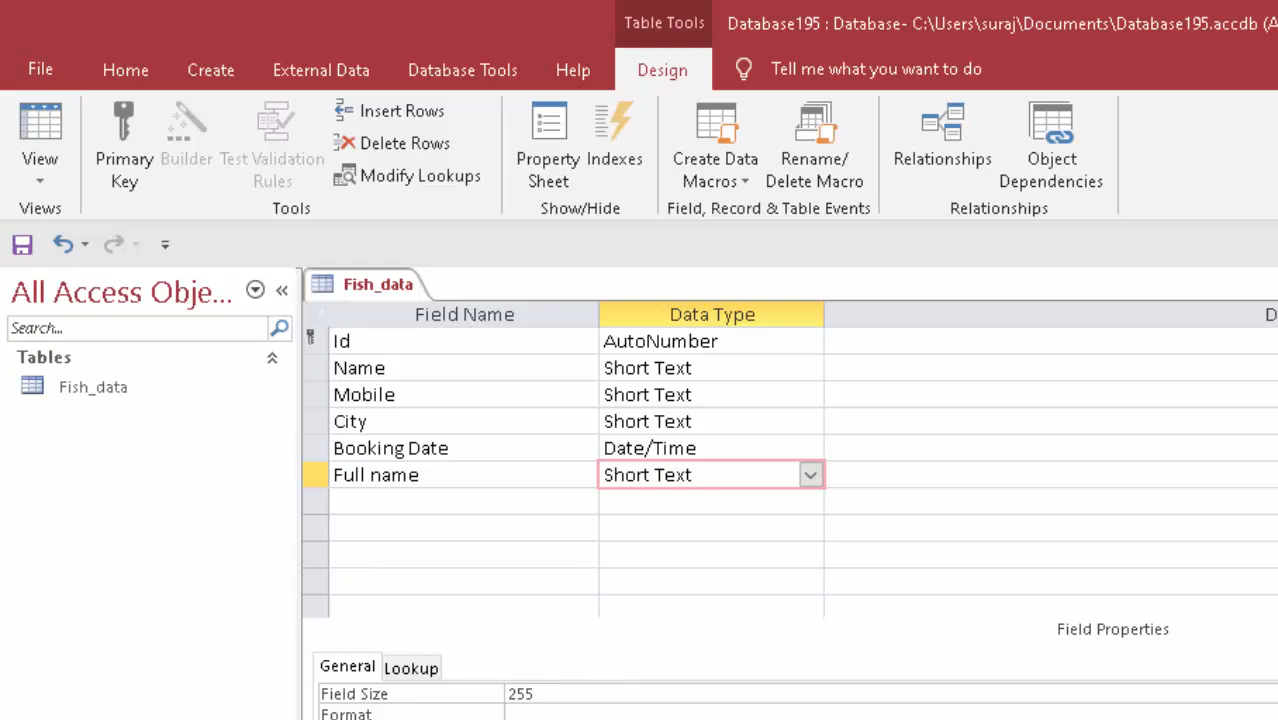 Table Tools
Database195 : Database- C:\Users\suraj\Documents\Database195.accdb (A
File Home Create External Data Database Tools Help Design Tell me what you want to do
View
Primary Key
Builder
Test Validation Rules
Insert Rows
Delete Rows
Modify Lookups
Property Sheet
Indexes
Create Data Macros
Rename/ Delete Macro
Relationships
Object Dependencies
Views Tools Show/Hide Field, Record & Table Events Relationships
All Access Obje...
Search...
Tables
Fish_data
Fish_data
Field Name Data Type D
Id AutoNumber
Name Short Text
Mobile Short Text
City Short Text
Booking Date Date/Time
Full name Short Text
Field Properties
General Lookup
Field Size 255
Format